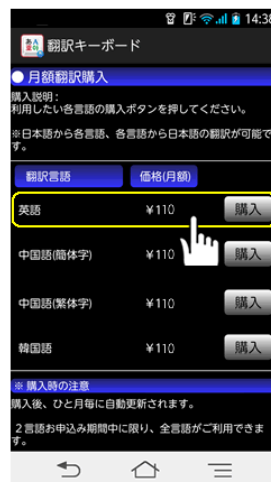 14:38
翻訳キーボード
● 月額翻訳購入
購入説明：
利用したい各言語の購入ボタンを押してください。
※日本語から各言語、各言語から日本語の翻訳が可能で
す。
翻訳言語 価格(月額)
英語 ¥110 購入
中国語(簡体字) ¥110 購入
中国語(繁体字) ¥110 購入
韓国語 ¥110 購入
※ 購入時の注意
購入後、ひと月毎に自動更新されます。
２言語お申込み期間中に限り、全言語がご利用できま
す。